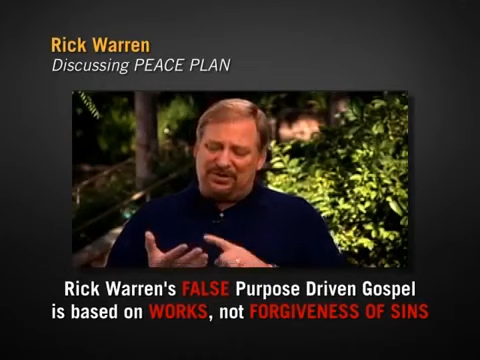 Rick Warren
Discussing PEACE PLAN
Rick Warren's FALSE Purpose Driven Gospel
is based on WORKS, not FORGIVENESS OF SINS